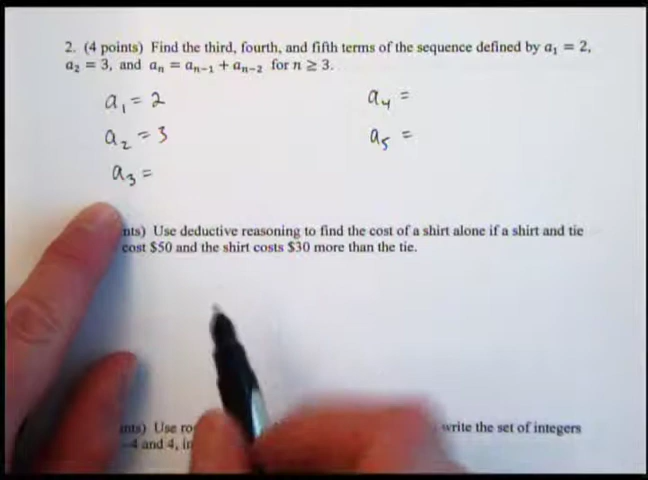 2. (4 points) Find the third, fourth, and fifth terms of the sequence defined by a₁ = 2,
a₂ = 3, and aₙ = aₙ₋₁ + aₙ₋₂ for n ≥ 3.
a₁ = 2
a₂ = 3
a₃ =
a₄ =
a₅ =
nts) Use deductive reasoning to find the cost of a shirt alone if a shirt and tie
cost $50 and the shirt costs $30 more than the tie.
nts) Use write the set of integers
-4 and 4,